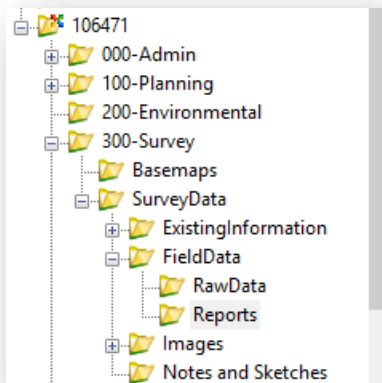 106471
000-Admin
100-Planning
200-Environmental
300-Survey
Basemaps
SurveyData
ExistingInformation
FieldData
RawData
Reports
Images
Notes and Sketches